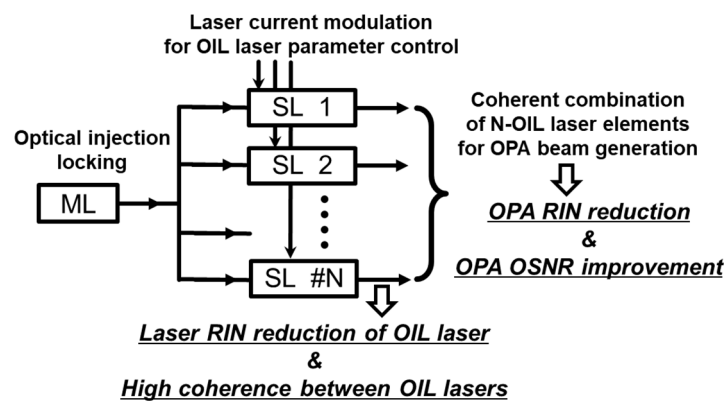 Laser current modulation
for OIL laser parameter control
SL 1
Coherent combination
of N-OIL laser elements
for OPA beam generation
Optical injection
locking
SL 2
ML
OPA RIN reduction
&
OPA OSNR improvement
SL #N
Laser RIN reduction of OIL laser
&
High coherence between OIL lasers